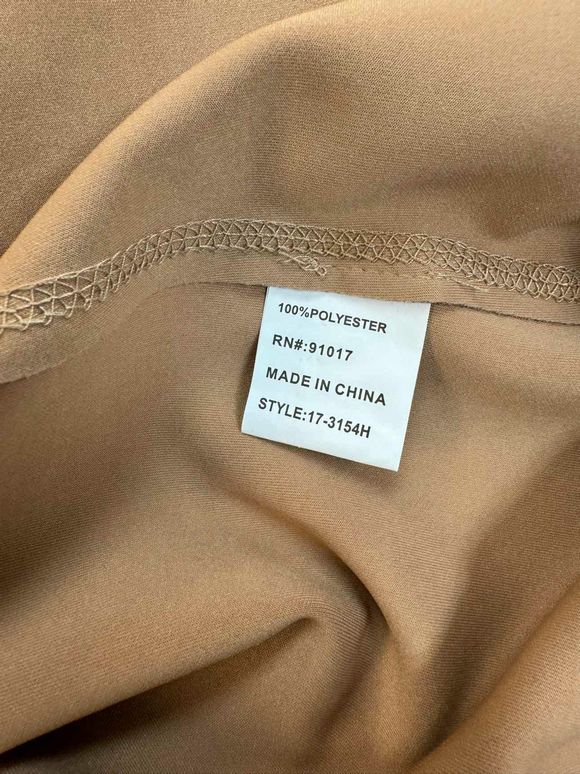 100%POLYESTER
RN#:91017
MADE IN CHINA
STYLE:17-3154H